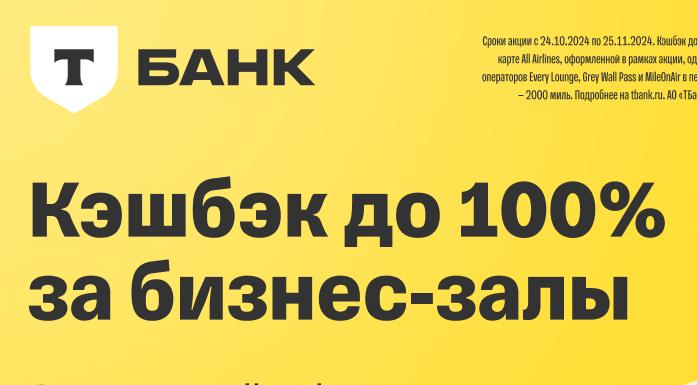 Т БАНК
Сроки акции с 24.10.2024 по 25.11.2024. Кэшбэк до
карте All Airlines, оформленной в рамках акции, од
операторов Every Lounge, Grey Wall Pass и MileOnAir в пе
– 2000 миль. Подробнее на tbank.ru. АО «ТБа
Кэшбэк до 100%
за бизнес-залы